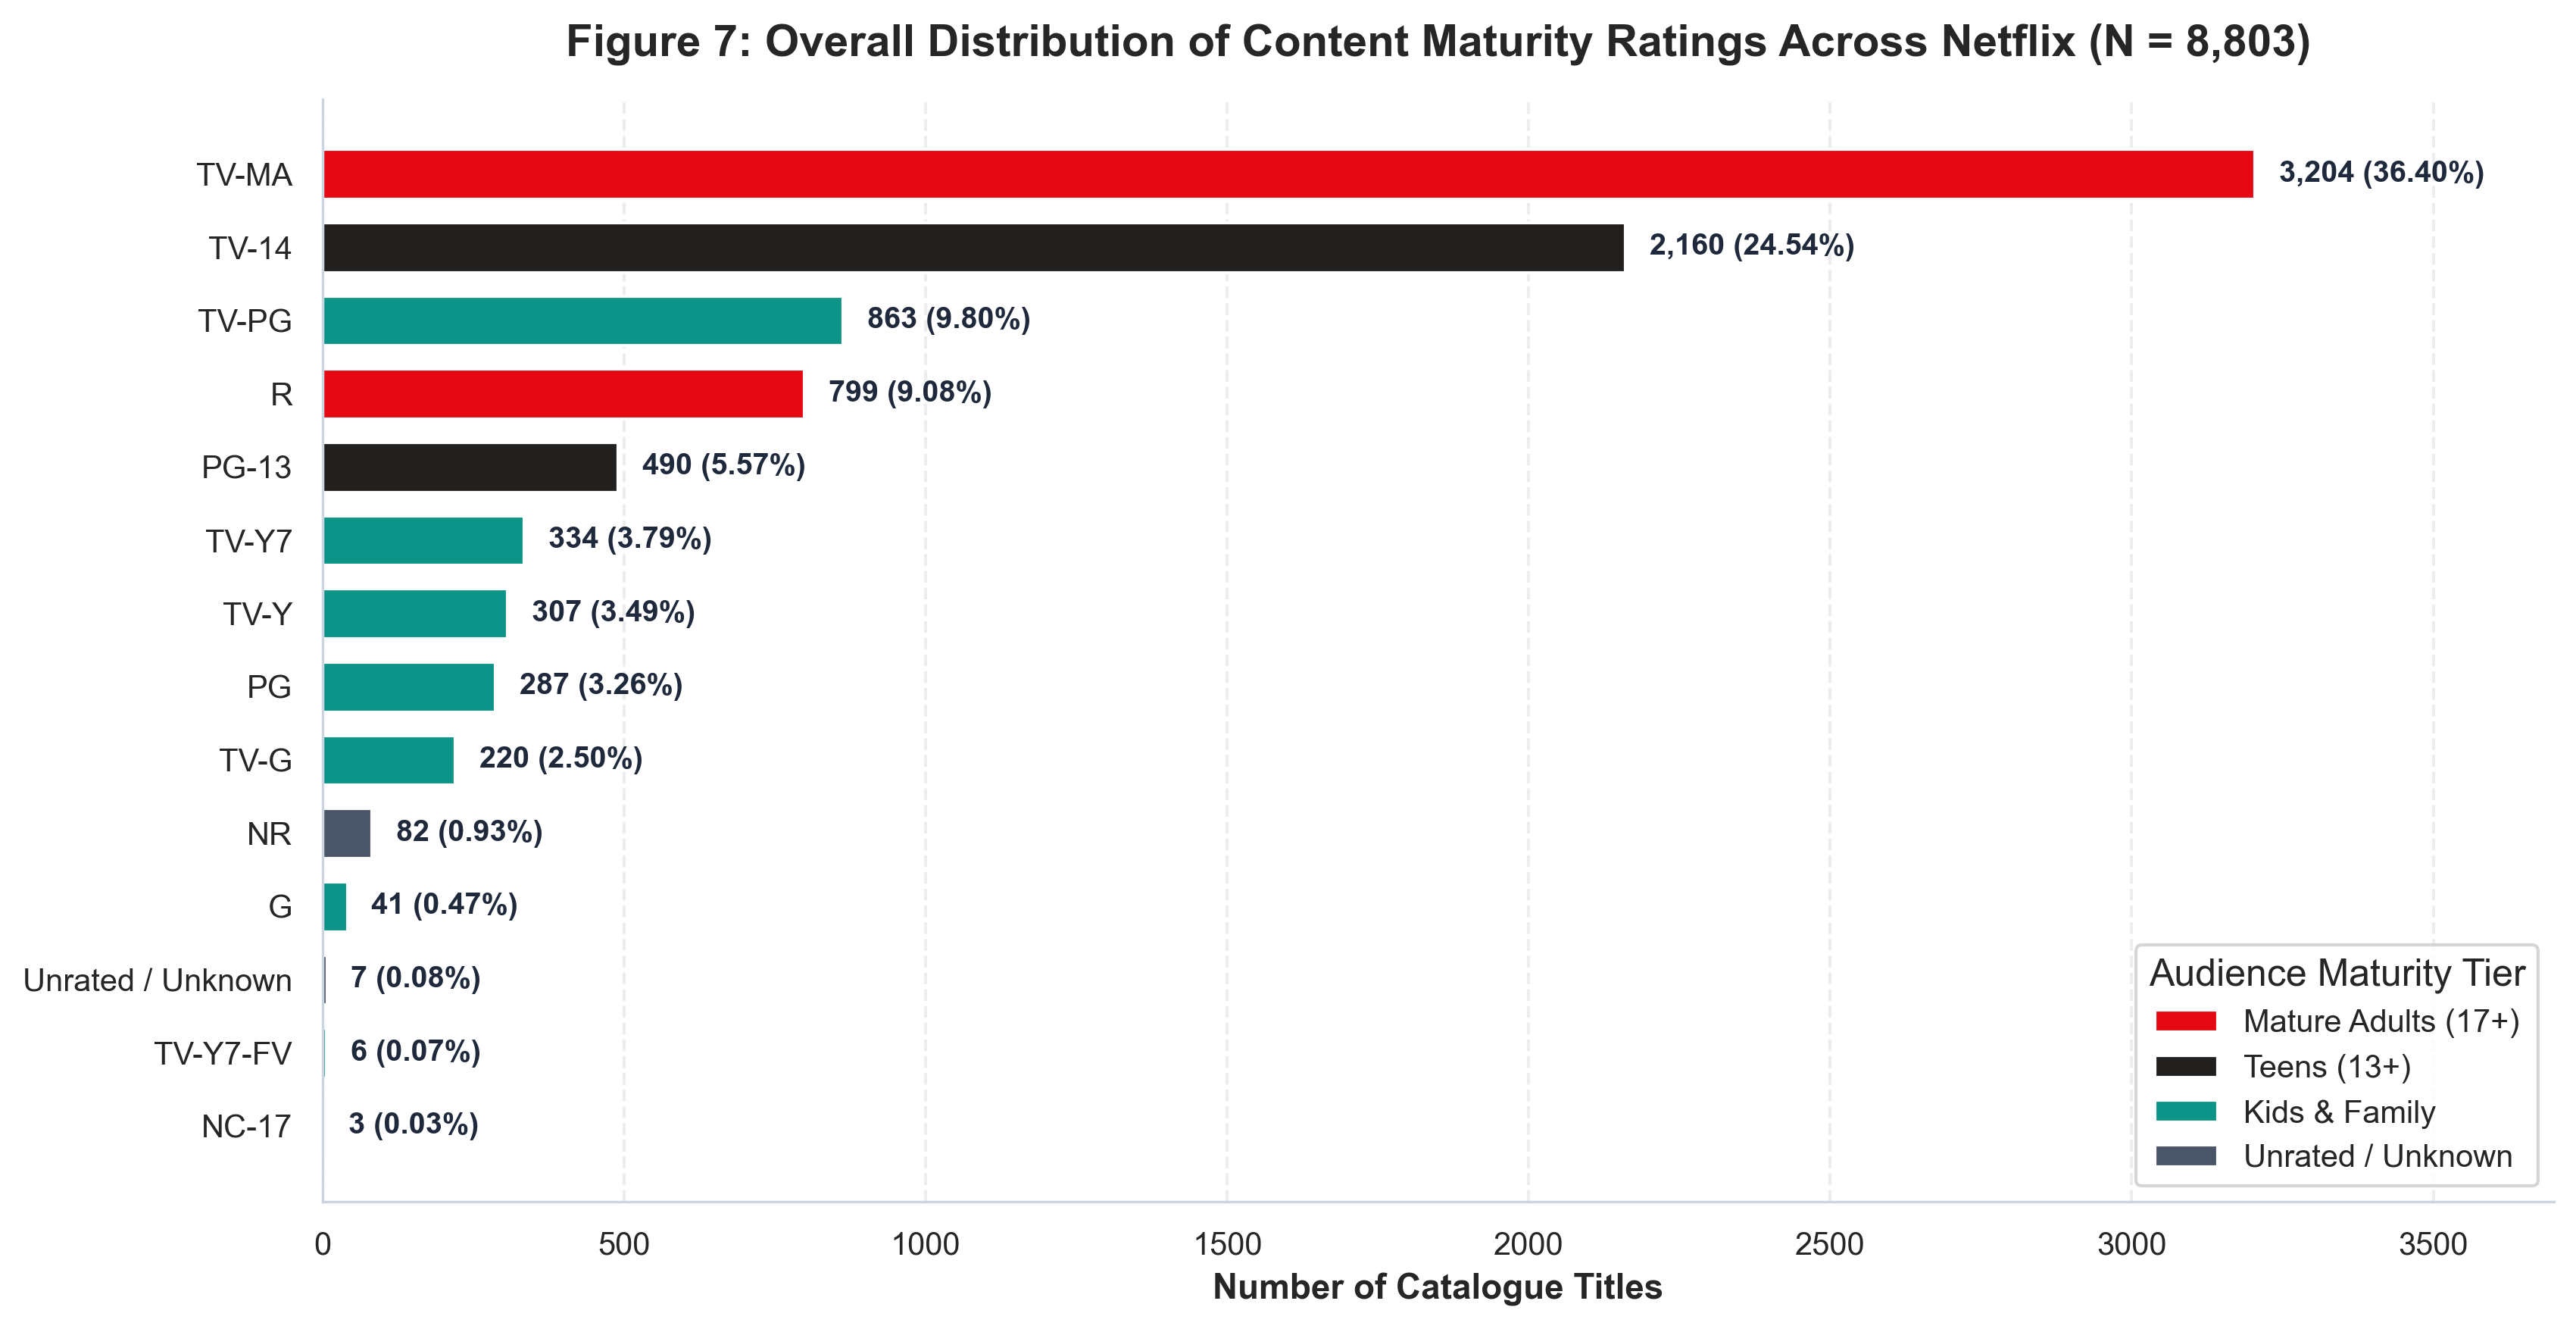 Figure 7: Overall Distribution of Content Maturity Ratings Across Netflix (N = 8,803)
TV-MA 3,204 (36.40%)
TV-14 2,160 (24.54%)
TV-PG 863 (9.80%)
R 799 (9.08%)
PG-13 490 (5.57%)
TV-Y7 334 (3.79%)
TV-Y 307 (3.49%)
PG 287 (3.26%)
TV-G 220 (2.50%)
NR 82 (0.93%)
G 41 (0.47%)
Unrated / Unknown 7 (0.08%)
TV-Y7-FV 6 (0.07%)
NC-17 3 (0.03%)
Audience Maturity Tier
Mature Adults (17+)
Teens (13+)
Kids & Family
Unrated / Unknown
0 500 1000 1500 2000 2500 3000 3500
Number of Catalogue Titles